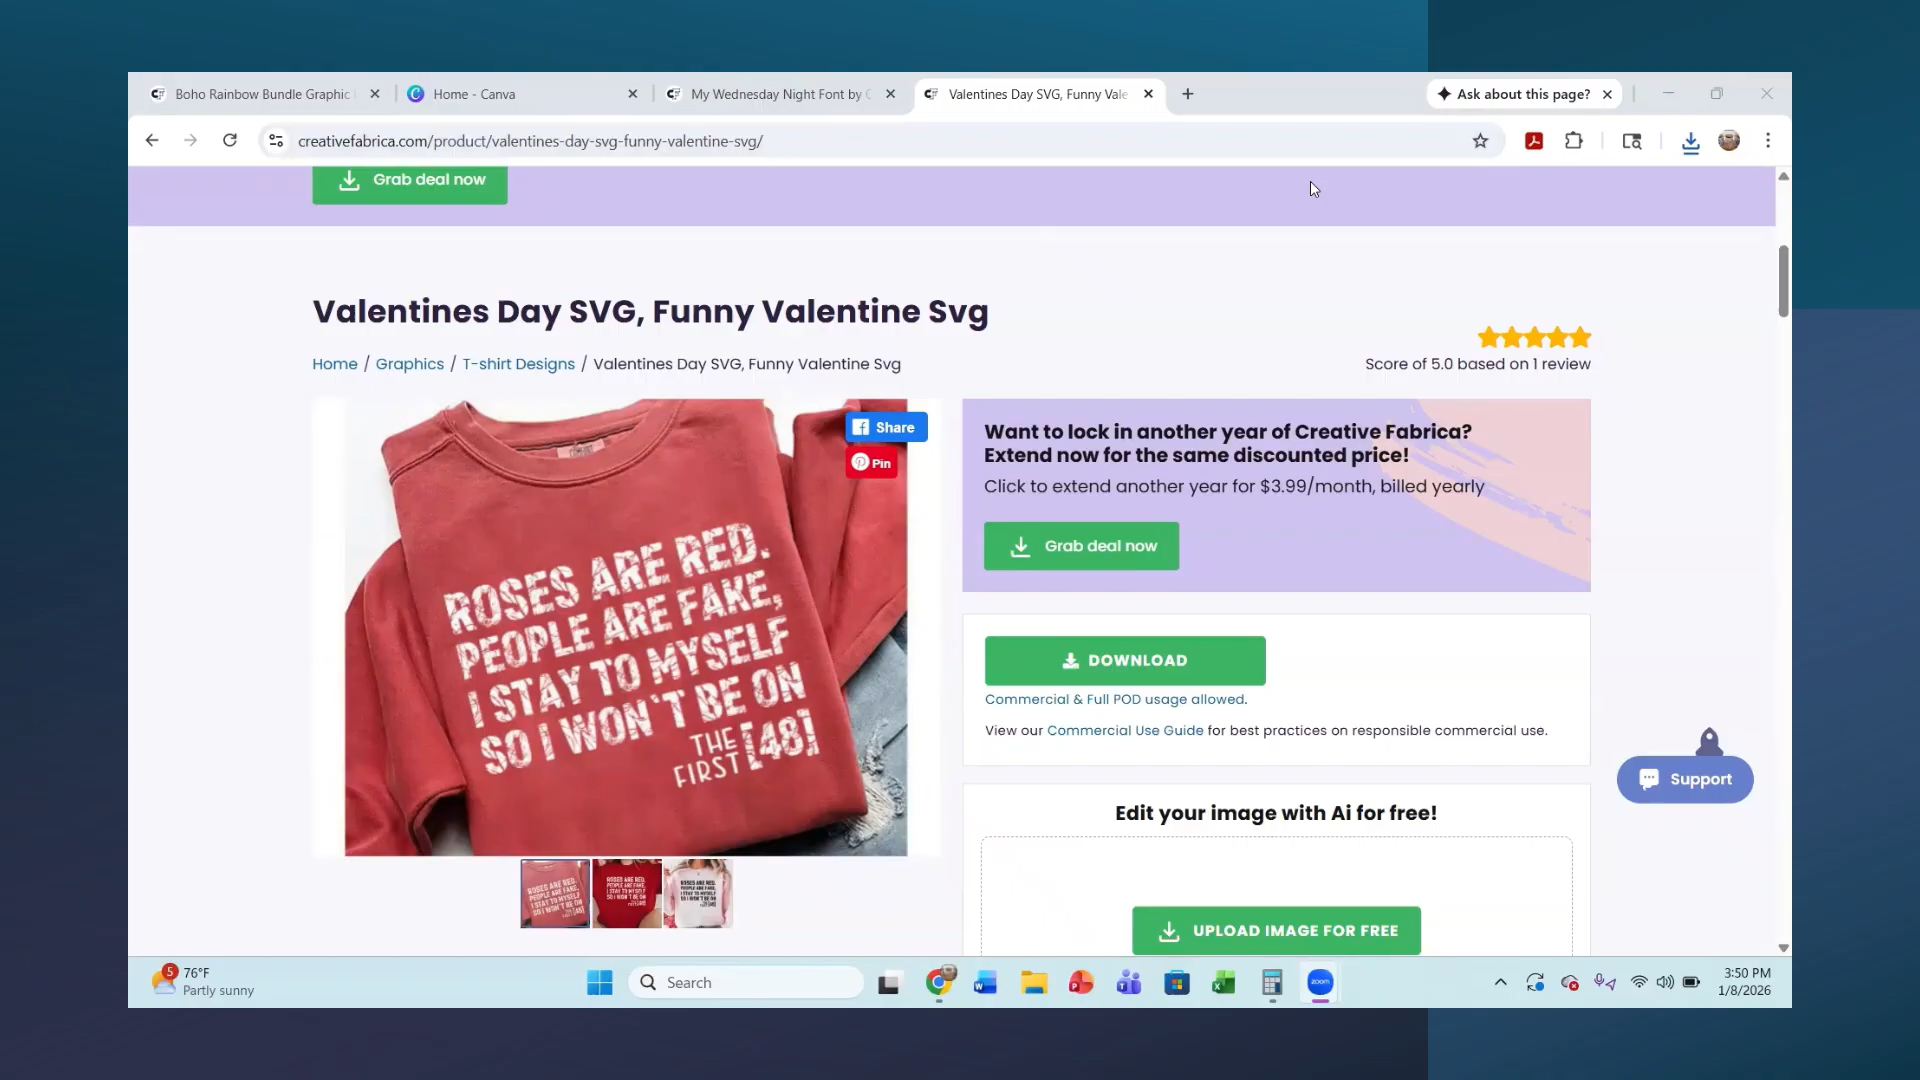 Boho Rainbow Bundle Graphic
Home - Canva
My Wednesday Night Font by C
Valentines Day SVG, Funny Vale
Ask about this page?
creativefabrica.com/product/valentines-day-svg-funny-valentine-svg/
Grab deal now
Valentines Day SVG, Funny Valentine Svg
Home / Graphics / T-shirt Designs / Valentines Day SVG, Funny Valentine Svg
Score of 5.0 based on 1 review
Share
Pin
ROSES ARE RED.
PEOPLE ARE FAKE,
I STAY TO MYSELF
SO I WON'T BE ON
THE
FIRST [48]
Want to lock in another year of Creative Fabrica?
Extend now for the same discounted price!
Click to extend another year for $3.99/month, billed yearly
Grab deal now
DOWNLOAD
Commercial & Full POD usage allowed.
View our Commercial Use Guide for best practices on responsible commercial use.
Support
Edit your image with Ai for free!
UPLOAD IMAGE FOR FREE
5
76°F
Partly sunny
Search
zoom
3:50 PM
1/8/2026